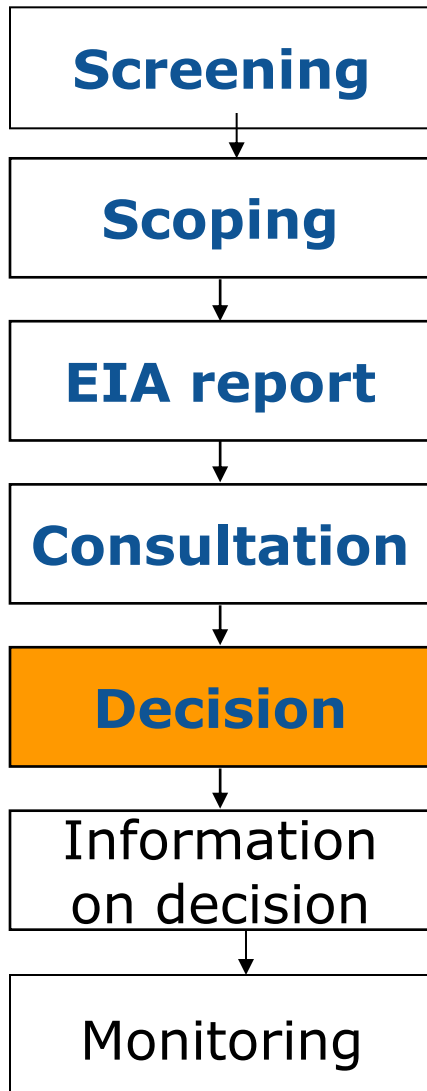 Screening
Scoping
EIA report
Consultation
Decision
Information
on decision
Monitoring